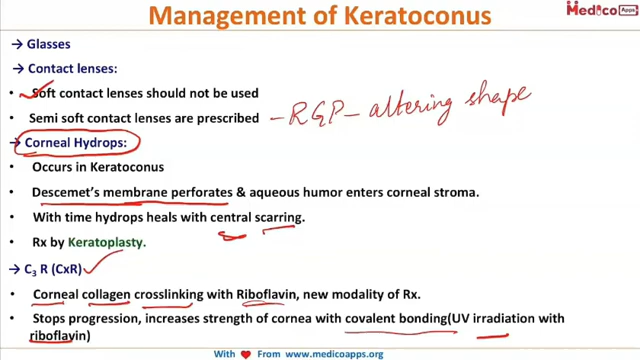 Management of Keratoconus
Medico Apps
→ Glasses
→ Contact lenses:
• Soft contact lenses should not be used
• Semi soft contact lenses are prescribed - RGP - altering shape
→ Corneal Hydrops:
• Occurs in Keratoconus
• Descemet's membrane perforates & aqueous humor enters corneal stroma.
• With time hydrops heals with central scarring.
• Rx by Keratoplasty.
→ C3 R (CxR)
• Corneal collagen crosslinking with Riboflavin, new modality of Rx.
• Stops progression, increases strength of cornea with covalent bonding(UV irradiation with
riboflavin)
With ❤ From www.medicoapps.org